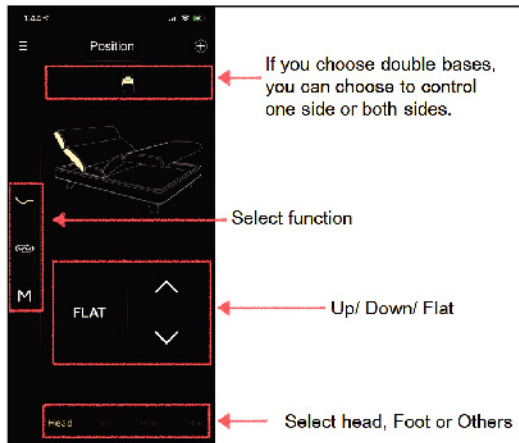 1:44
Position
If you choose double bases,
you can choose to control
one side or both sides.
Select function
M
FLAT
Up/ Down/ Flat
Head
Select head, Foot or Others